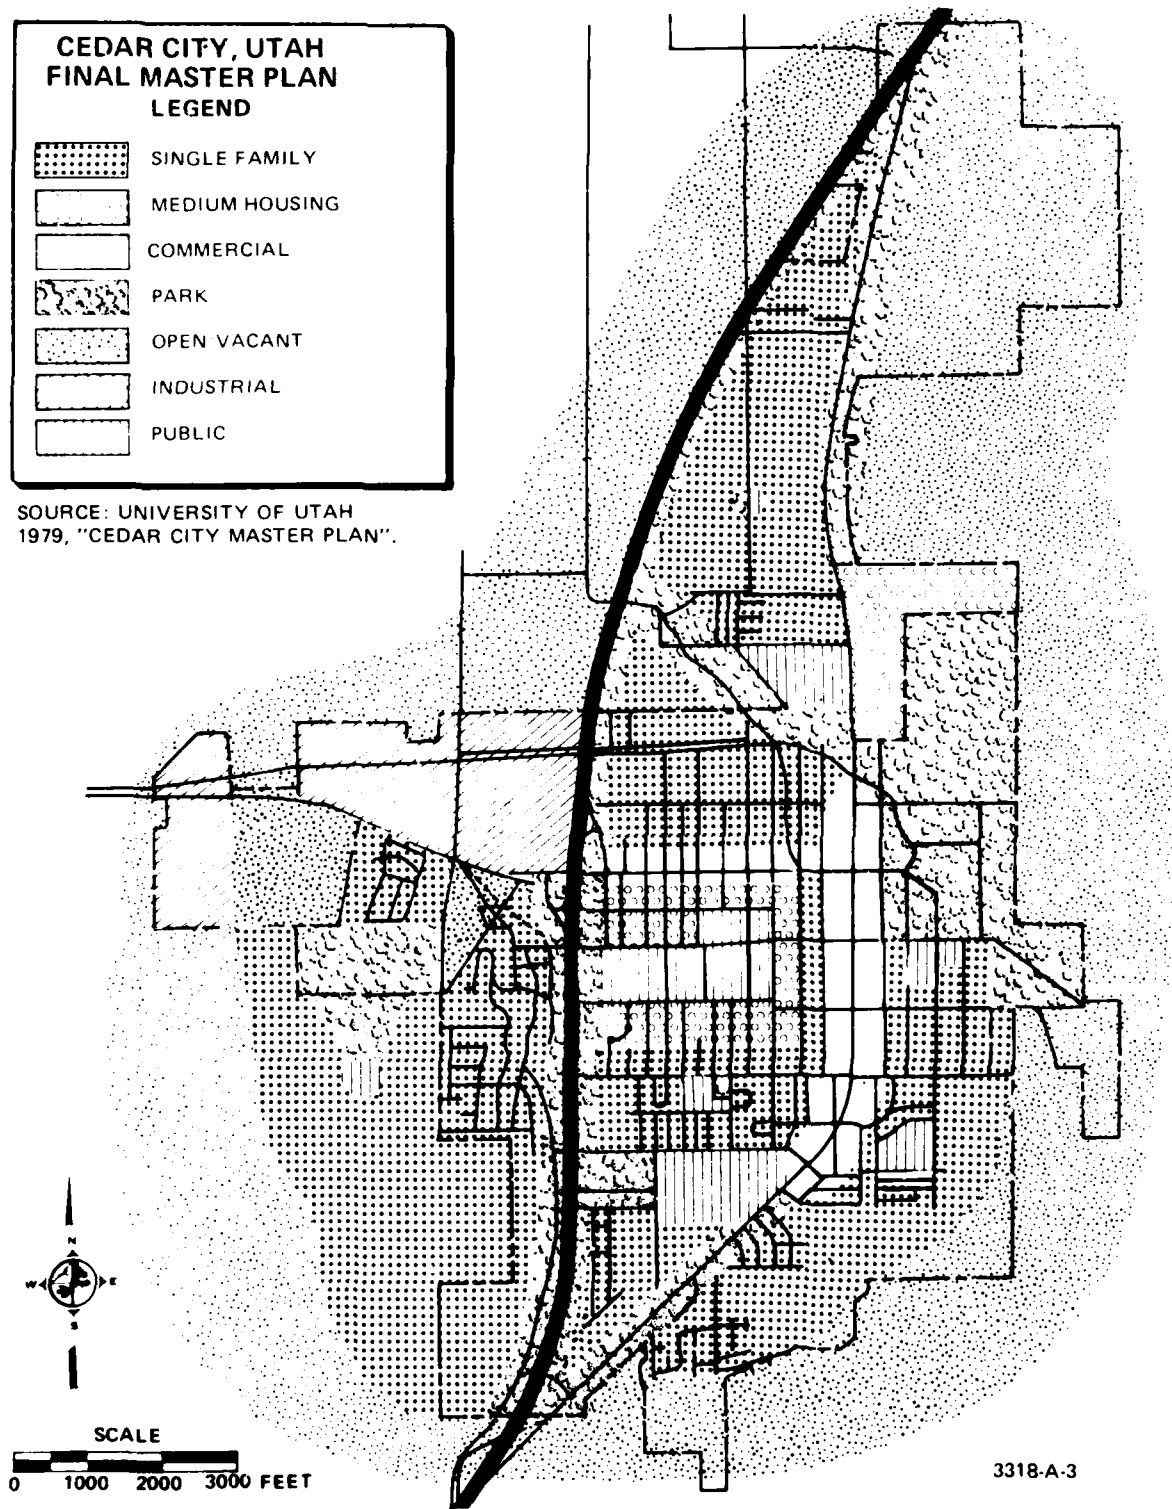 CEDAR CITY, UTAH
FINAL MASTER PLAN
LEGEND
SINGLE FAMILY
MEDIUM HOUSING
COMMERCIAL
PARK
OPEN VACANT
INDUSTRIAL
PUBLIC
SOURCE: UNIVERSITY OF UTAH
1979, "CEDAR CITY MASTER PLAN".
N
W E
S
SCALE
0 1000 2000 3000 FEET
3318-A-3